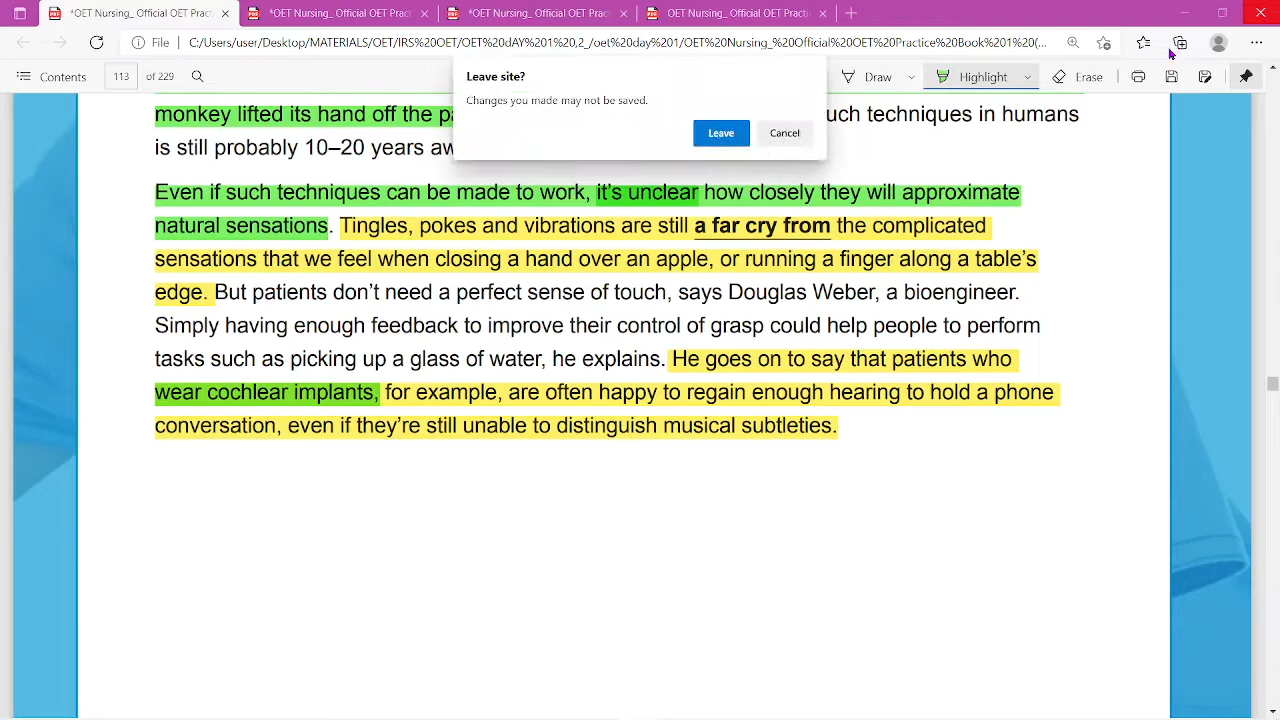 *OET Nursing_ Official OET Pract
*OET Nursing_ Official OET Pract
*OET Nursing_ Official OET Prac
OET Nursing_ Official OET Practi
File
C:/Users/user/Desktop/MATERIALS/OET/IRS%20OET/OET%20dAY%201%20,2_/oet%20day%201/OET%20Nursing_%20Official%20OET%20Practice%20Book%201%20(...
Contents
113
of 229
Draw
Highlight
Erase
Leave site?
Changes you made may not be saved.
Leave
Cancel
monkey lifted its hand off the pa
uch techniques in humans
is still probably 10–20 years aw
Even if such techniques can be made to work, it’s unclear how closely they will approximate
natural sensations. Tingles, pokes and vibrations are still a far cry from the complicated
sensations that we feel when closing a hand over an apple, or running a finger along a table’s
edge. But patients don’t need a perfect sense of touch, says Douglas Weber, a bioengineer.
Simply having enough feedback to improve their control of grasp could help people to perform
tasks such as picking up a glass of water, he explains. He goes on to say that patients who
wear cochlear implants, for example, are often happy to regain enough hearing to hold a phone
conversation, even if they’re still unable to distinguish musical subtleties.